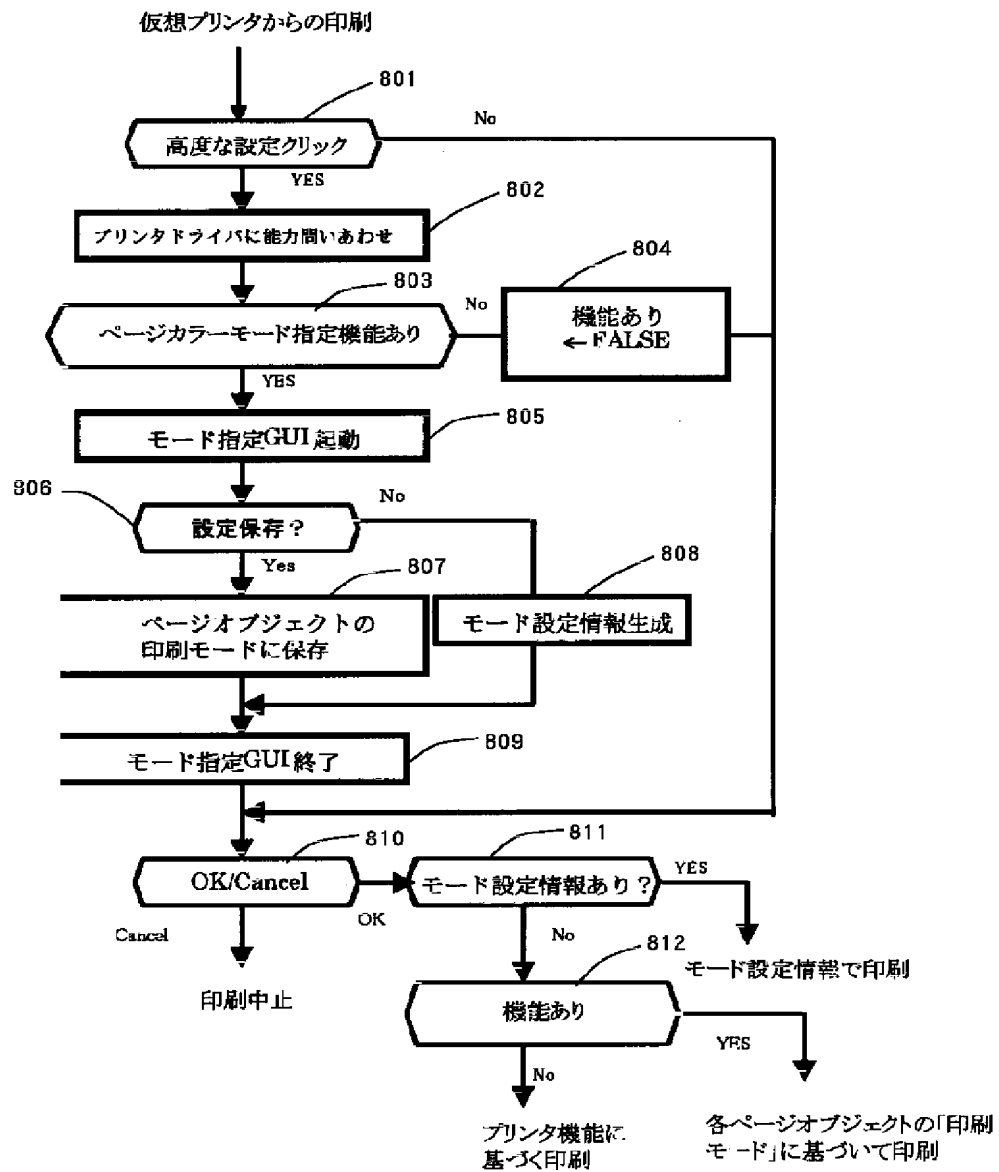 仮想プリンタからの印刷
801
No
高度な設定クリック
YES
802
プリンタドライバに能力問いあわせ
803
804
No
ページカラーモード指定機能あり
機能あり
←FALSE
YES
805
モード指定GUI起動
806
No
設定保存？
Yes
807
808
ページオブジェクトの
印刷モードに保存
モード設定情報生成
809
モード指定GUI終了
810
811
OK/Cancel
モード設定情報あり？
YES
OK
Cancel
No
812
モード設定情報で印刷
印刷中止
機能あり
YES
No
プリンタ機能に
基づく印刷
各ページオブジェクトの「印刷
モード」に基づいて印刷